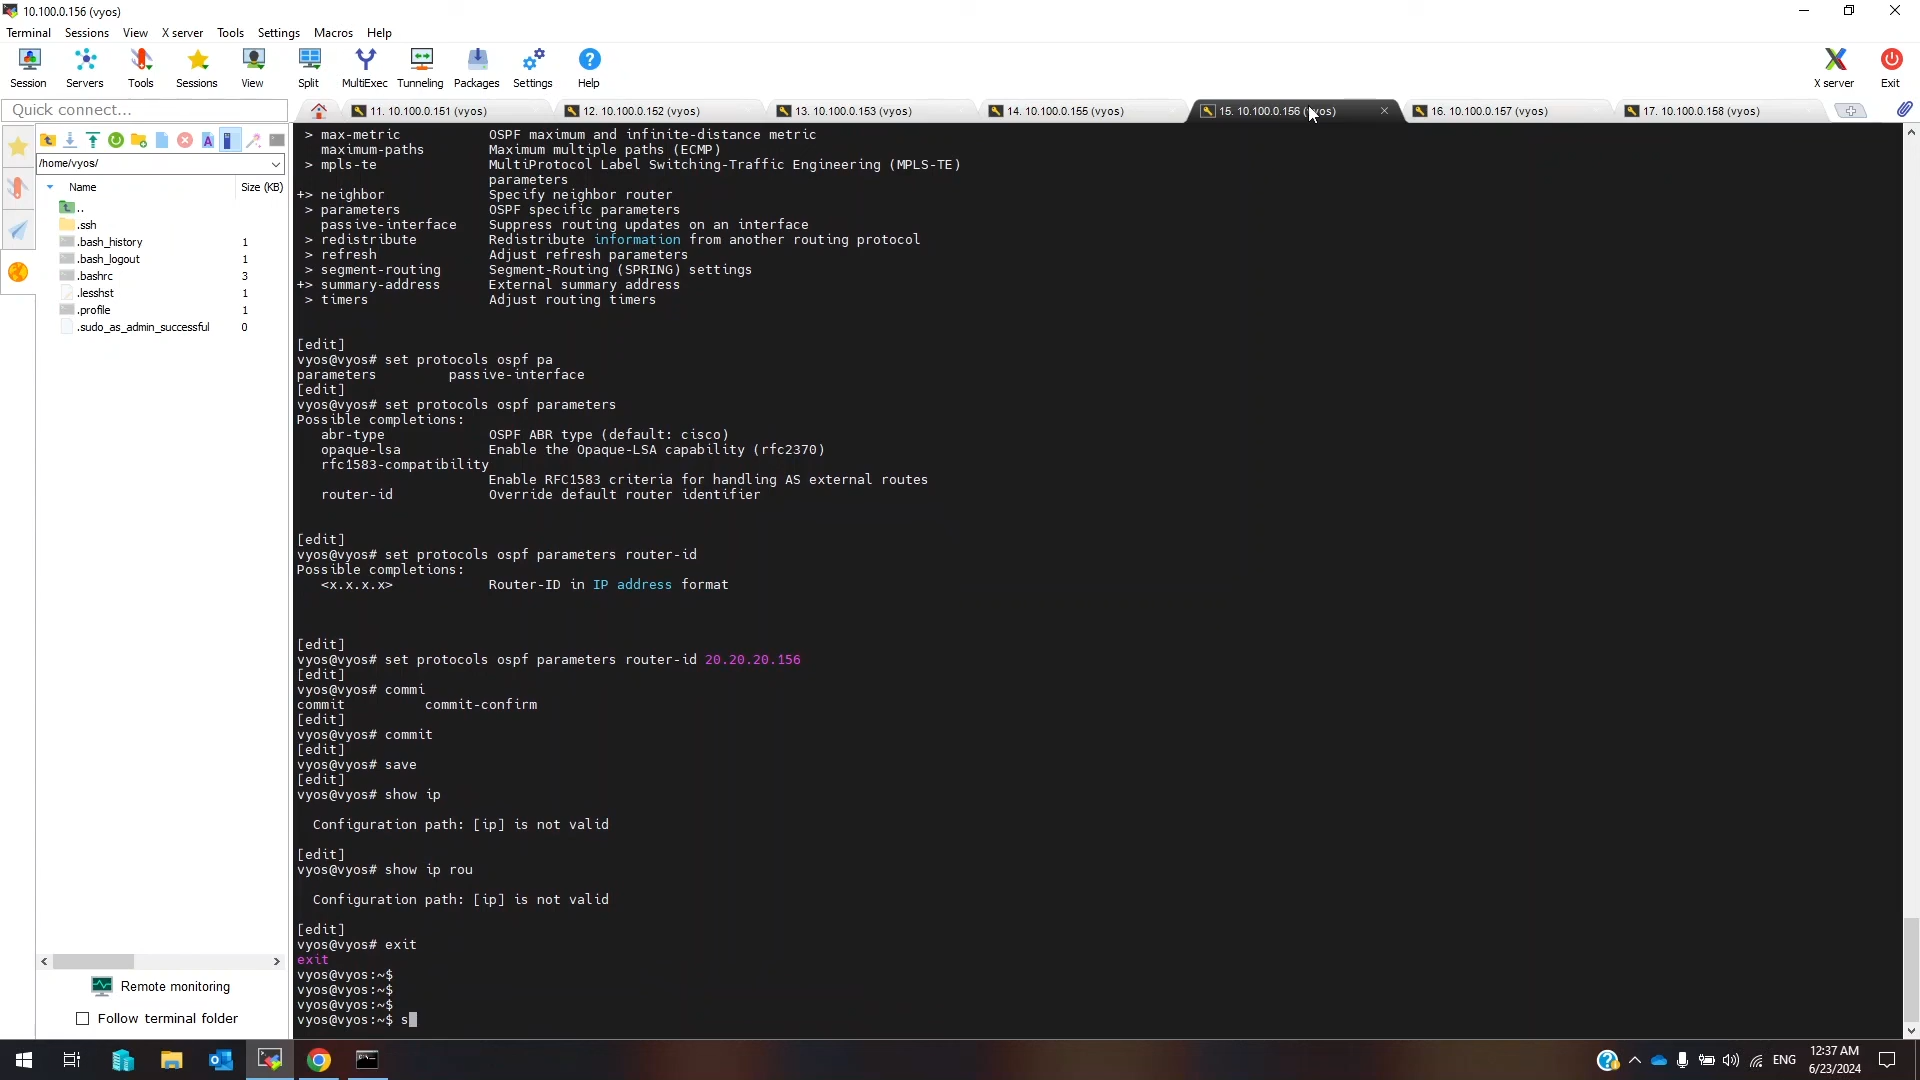 10.100.0.156 (vyos)
Terminal Sessions View X server Tools Settings Macros Help
Session Servers Tools Sessions View Split MultiExec Tunneling Packages Settings Help X server Exit
Quick connect...
11. 10.100.0.151 (vyos) 12. 10.100.0.152 (vyos) 13. 10.100.0.153 (vyos) 14. 10.100.0.155 (vyos) 15. 10.100.0.156 (vyos) 16. 10.100.0.157 (vyos) 17. 10.100.0.158 (vyos)
/home/vyos/
Name Size (KB)
..
.ssh
.bash_history 1
.bash_logout 1
.bashrc 3
.lesshst 1
.profile 1
.sudo_as_admin_successful 0
Remote monitoring
Follow terminal folder
> max-metric OSPF maximum and infinite-distance metric
maximum-paths Maximum multiple paths (ECMP)
> mpls-te MultiProtocol Label Switching-Traffic Engineering (MPLS-TE)
parameters
+> neighbor Specify neighbor router
> parameters OSPF specific parameters
passive-interface Suppress routing updates on an interface
> redistribute Redistribute information from another routing protocol
> refresh Adjust refresh parameters
> segment-routing Segment-Routing (SPRING) settings
+> summary-address External summary address
> timers Adjust routing timers
[edit]
vyos@vyos# set protocols ospf pa
parameters passive-interface
[edit]
vyos@vyos# set protocols ospf parameters
Possible completions:
abr-type OSPF ABR type (default: cisco)
opaque-lsa Enable the Opaque-LSA capability (rfc2370)
rfc1583-compatibility
Enable RFC1583 criteria for handling AS external routes
router-id Override default router identifier
[edit]
vyos@vyos# set protocols ospf parameters router-id
Possible completions:
<x.x.x.x> Router-ID in IP address format
[edit]
vyos@vyos# set protocols ospf parameters router-id 20.20.20.156
[edit]
vyos@vyos# commi
commit commit-confirm
[edit]
vyos@vyos# commit
[edit]
vyos@vyos# save
[edit]
vyos@vyos# show ip
Configuration path: [ip] is not valid
[edit]
vyos@vyos# show ip rou
Configuration path: [ip] is not valid
[edit]
vyos@vyos# exit
exit
vyos@vyos:~$
vyos@vyos:~$
vyos@vyos:~$
vyos@vyos:~$ s
ENG
12:37 AM
6/23/2024